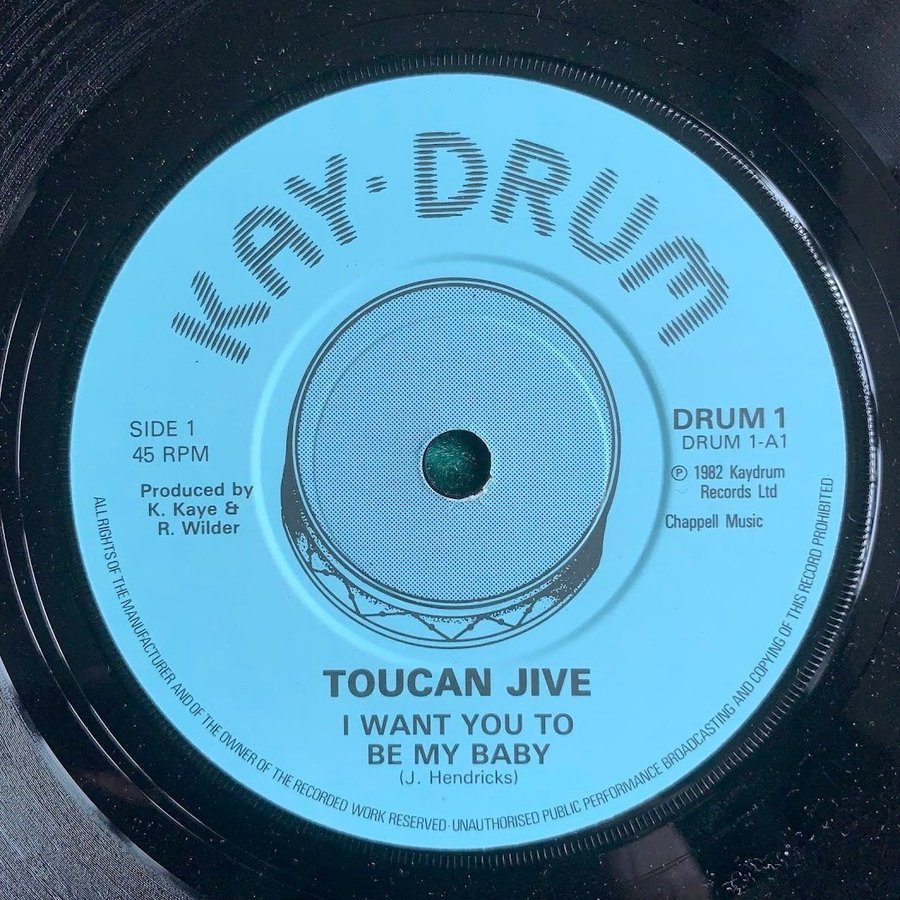 KAY-DRUM
SIDE 1
45 RPM
Produced by
K. Kaye &
R. Wilder
DRUM 1
DRUM 1-A1
℗ 1982 Kaydrum
Records Ltd
Chappell Music
TOUCAN JIVE
I WANT YOU TO
BE MY BABY
(J. Hendricks)
ALL RIGHTS OF THE MANUFACTURER AND OF THE OWNER OF THE RECORDED WORK RESERVED · UNAUTHORISED PUBLIC PERFORMANCE BROADCASTING AND COPYING OF THIS RECORD PROHIBITED